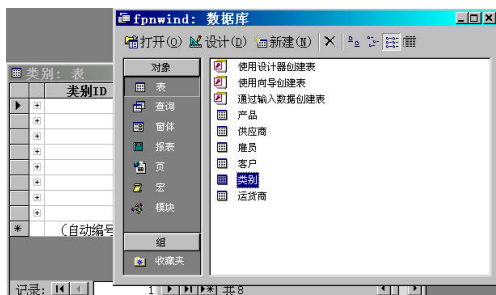 fpnwind: 数据库
打开(O) 设计(D) 新建(N)
类别: 表
类别ID
(自动编号
记录: 1 共8
对象
表
查询
窗体
报表
页
宏
模块
组
收藏夹
使用设计器创建表
使用向导创建表
通过输入数据创建表
产品
供应商
雇员
客户
类别
运货商